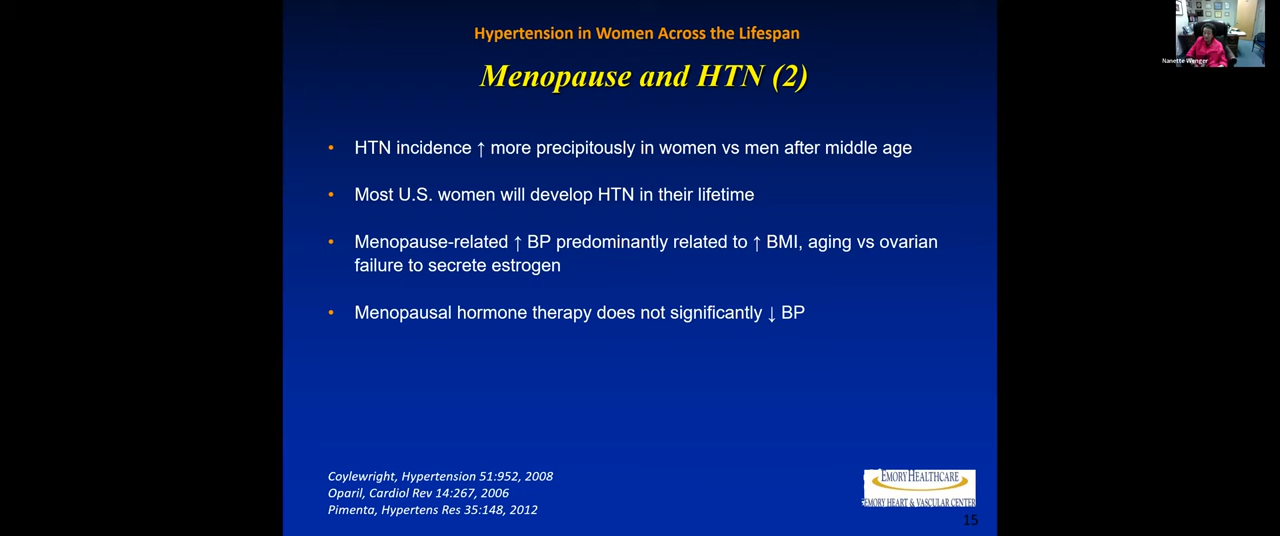 Hypertension in Women Across the Lifespan
Menopause and HTN (2)
Nanette Wenger
• HTN incidence ↑ more precipitously in women vs men after middle age
• Most U.S. women will develop HTN in their lifetime
• Menopause-related ↑ BP predominantly related to ↑ BMI, aging vs ovarian
failure to secrete estrogen
• Menopausal hormone therapy does not significantly ↓ BP
Coylewright, Hypertension 51:952, 2008
Oparil, Cardiol Rev 14:267, 2006
Pimenta, Hypertens Res 35:148, 2012
EMORY HEALTHCARE
EMORY HEART & VASCULAR CENTER
15